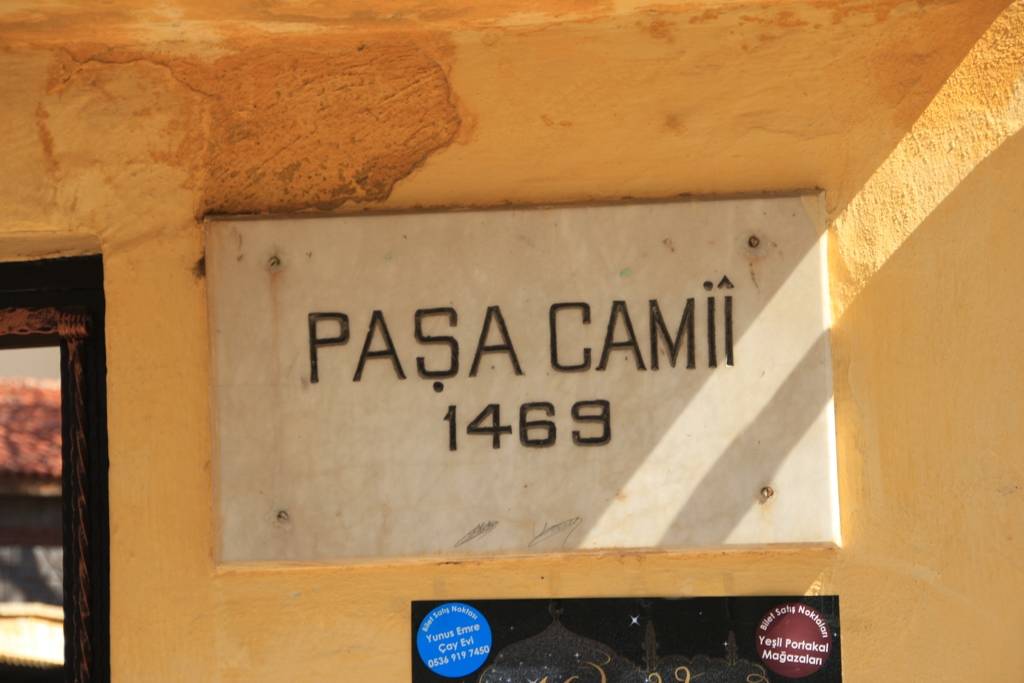 PAŞA CAMİÎ
1469
Bilet Satış Noktası
Yunus Emre
Çay Evi
0536 919 7450
Bilet Satış Noktaları
Yeşil Portakal
Mağazaları